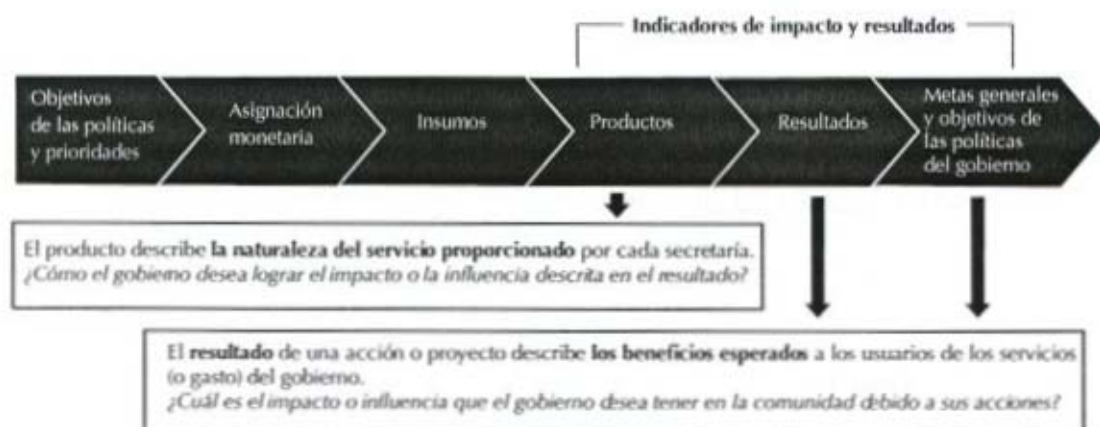 Indicadores de impacto y resultados
Objetivos
de las políticas
y prioridades
Asignación
monetaria
Insumos
Productos
Resultados
Metas generales
y objetivos de
las políticas
del gobierno
El producto describe la naturaleza del servicio proporcionado por cada secretaría.
¿Cómo el gobierno desea lograr el impacto o la influencia descrita en el resultado?
El resultado de una acción o proyecto describe los beneficios esperados a los usuarios de los servicios
(o gasto) del gobierno.
¿Cuál es el impacto o influencia que el gobierno desea tener en la comunidad debido a sus acciones?